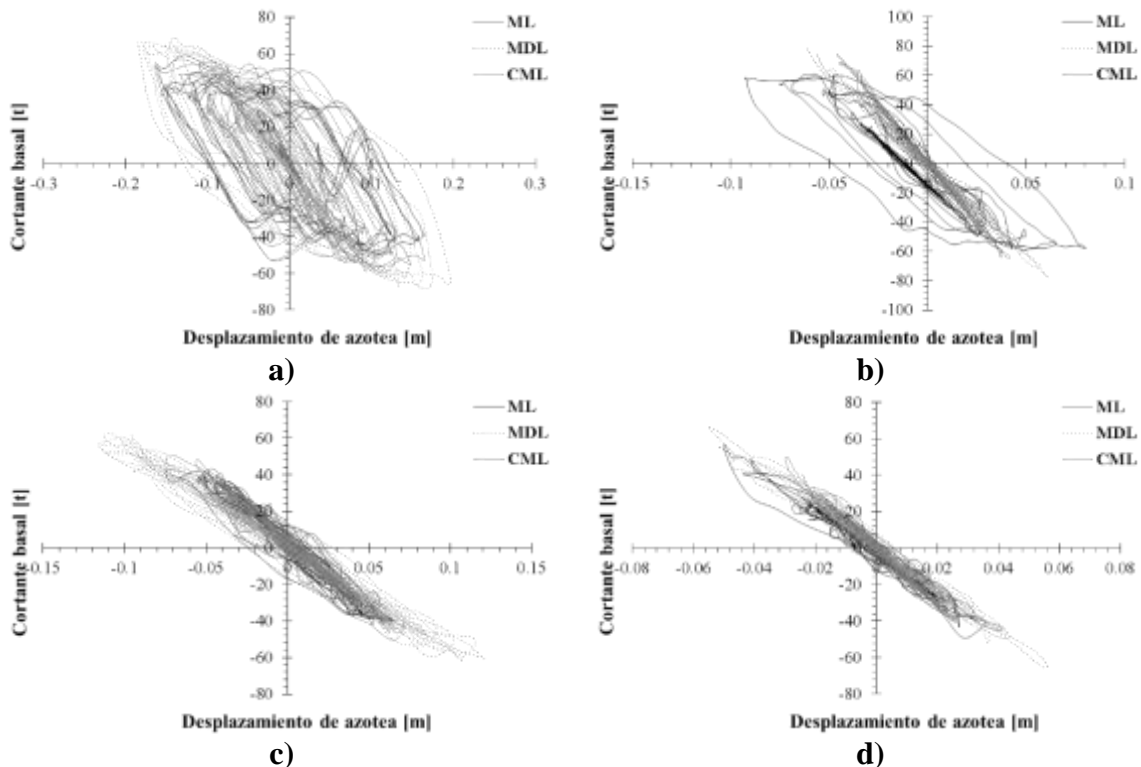 ML
MDL
CML
80
60
40
20
0
-20
-40
-60
-80
-0.3
-0.2
-0.1
0
0.1
0.2
0.3
Cortante basal [t]
Desplazamiento de azotea [m]
a)
ML
MDL
CML
100
80
60
40
20
0
-20
-40
-60
-80
-100
-0.15
-0.1
-0.05
0
0.05
0.1
Cortante basal [t]
Desplazamiento de azotea [m]
b)
ML
MDL
CML
80
60
40
20
0
-20
-40
-60
-80
-0.15
-0.1
-0.05
0
0.05
0.1
0.15
Cortante basal [t]
Desplazamiento de azotea [m]
c)
ML
MDL
CML
80
60
40
20
0
-20
-40
-60
-80
-0.08
-0.06
-0.04
-0.02
0
0.02
0.04
0.06
0.08
Cortante basal [t]
Desplazamiento de azotea [m]
d)